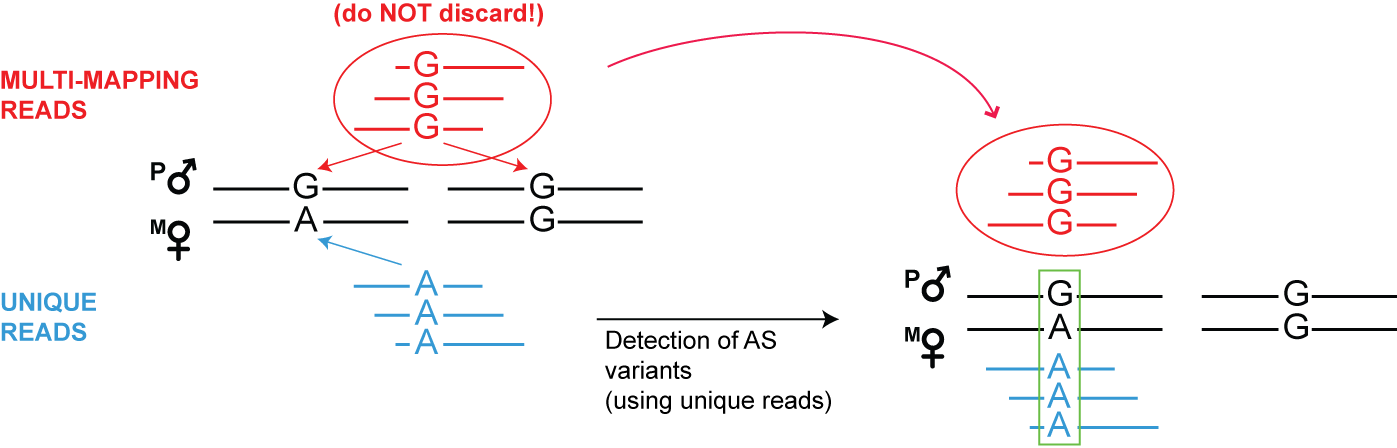 (do NOT discard!)
MULTI-MAPPING
READS
G
G
G
P♂ G G
M♀ A G
UNIQUE
READS
A
A
A
Detection of AS
variants
(using unique reads)
G
G
G
P♂ G G
M♀ A G
A
A
A